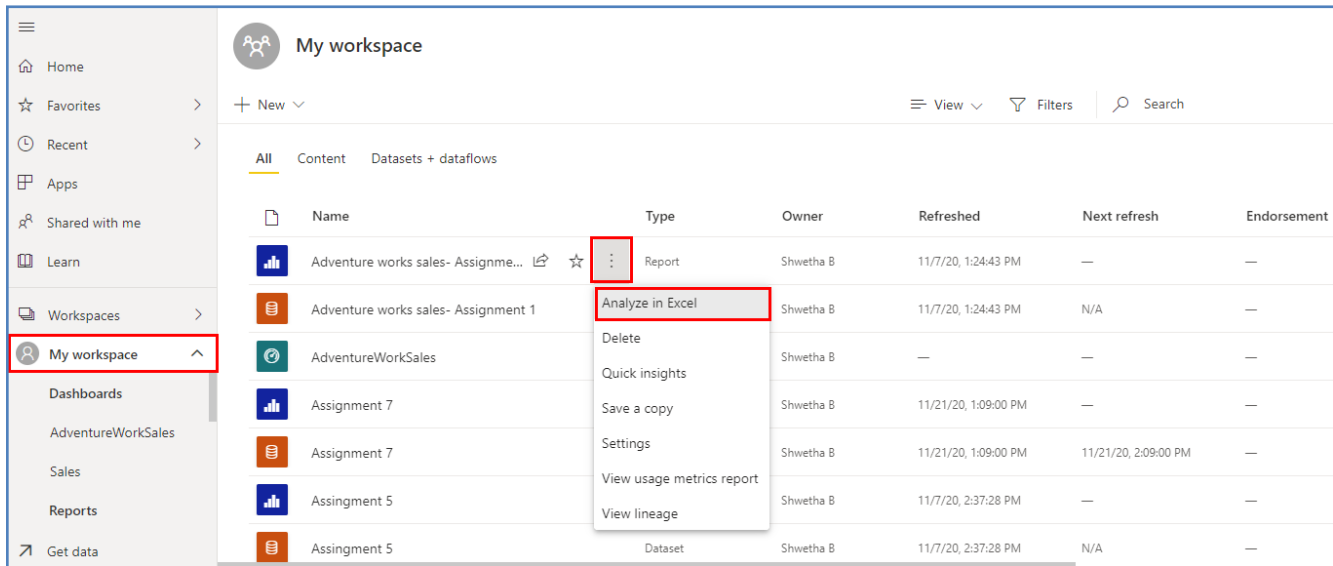 My workspace
Home
Favorites
Recent
Apps
Shared with me
Learn
Workspaces
My workspace
Dashboards
AdventureWorkSales
Sales
Reports
Get data
New
View
Filters
Search
All Content Datasets + dataflows
Name Type Owner Refreshed Next refresh Endorsement
Adventure works sales- Assignme... Report Shwetha B 11/7/20, 1:24:43 PM —
Adventure works sales- Assignment 1 Shwetha B 11/7/20, 1:24:43 PM N/A —
AdventureWorkSales Shwetha B — — —
Assignment 7 Shwetha B 11/21/20, 1:09:00 PM — —
Assignment 7 Shwetha B 11/21/20, 1:09:00 PM 11/21/20, 2:09:00 PM —
Assingment 5 Shwetha B 11/7/20, 2:37:28 PM — —
Assingment 5 Dataset Shwetha B 11/7/20, 2:37:28 PM N/A —
Analyze in Excel
Delete
Quick insights
Save a copy
Settings
View usage metrics report
View lineage